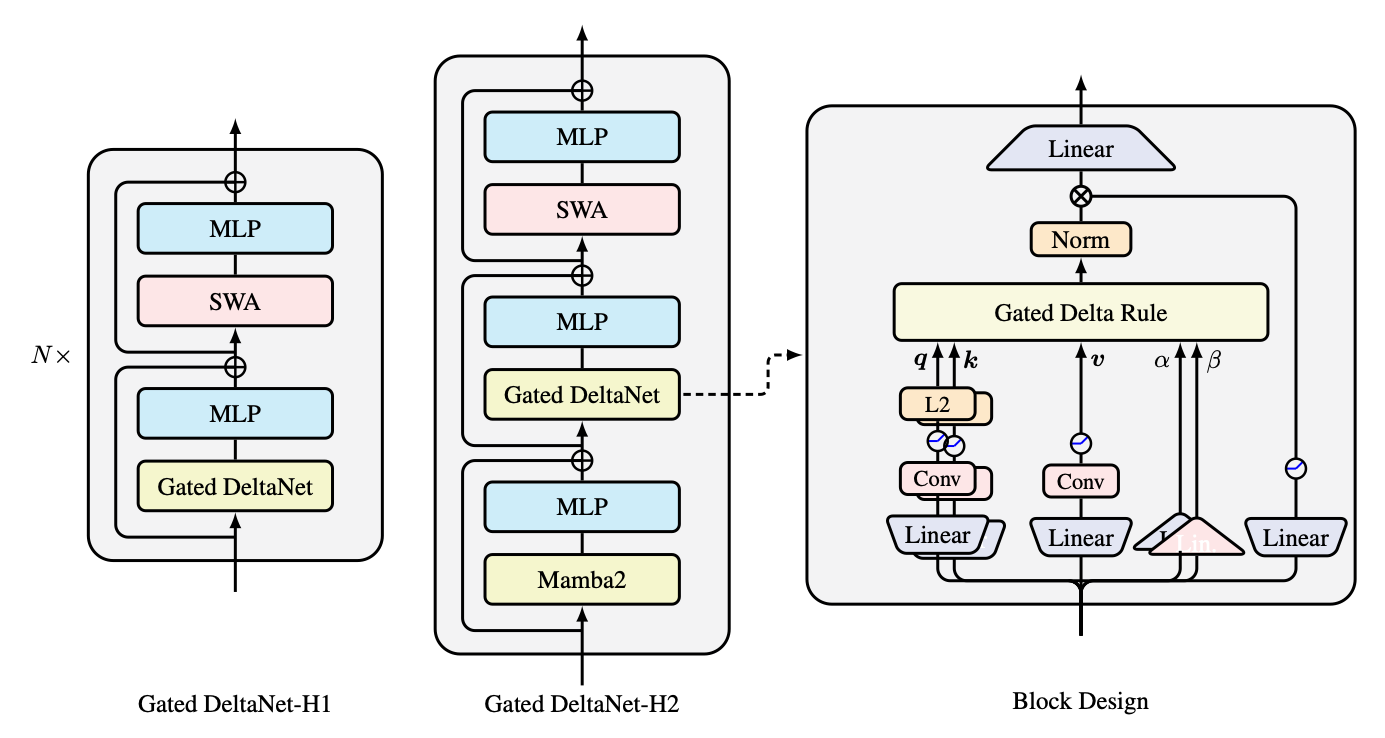 N×
MLP
SWA
MLP
Gated DeltaNet
Gated DeltaNet-H1
MLP
SWA
MLP
Gated DeltaNet
MLP
Mamba2
Gated DeltaNet-H2
Linear
Norm
Gated Delta Rule
q k v α β
L2
Conv Conv
Linear Linear Lin. Linear
Block Design